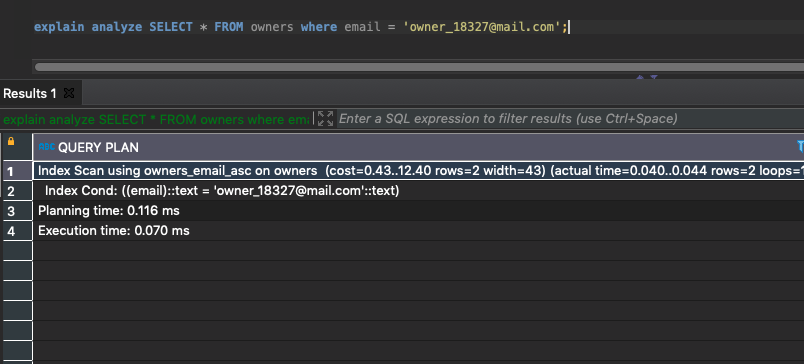 explain analyze SELECT * FROM owners where email = 'owner_18327@mail.com';
Results 1
explain analyze SELECT * FROM owners where ema
Enter a SQL expression to filter results (use Ctrl+Space)
ABC QUERY PLAN
1 Index Scan using owners_email_asc on owners (cost=0.43..12.40 rows=2 width=43) (actual time=0.040..0.044 rows=2 loops=1
2 Index Cond: ((email)::text = 'owner_18327@mail.com'::text)
3 Planning time: 0.116 ms
4 Execution time: 0.070 ms